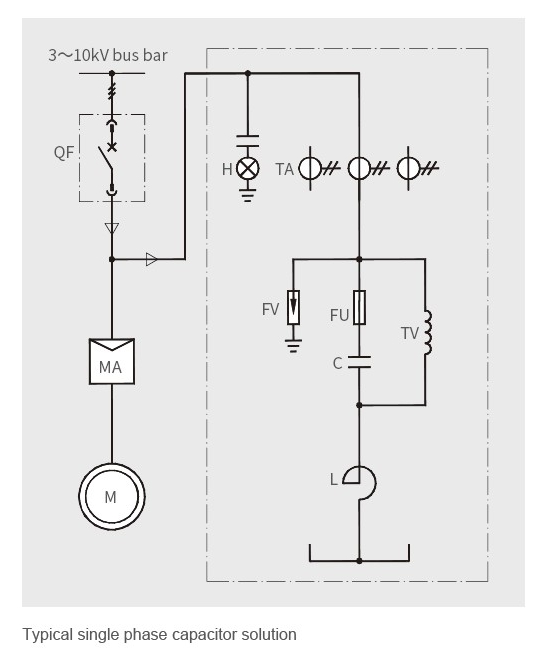 3～10kV bus bar
QF
H
TA
FV
FU
TV
C
MA
L
M
Typical single phase capacitor solution